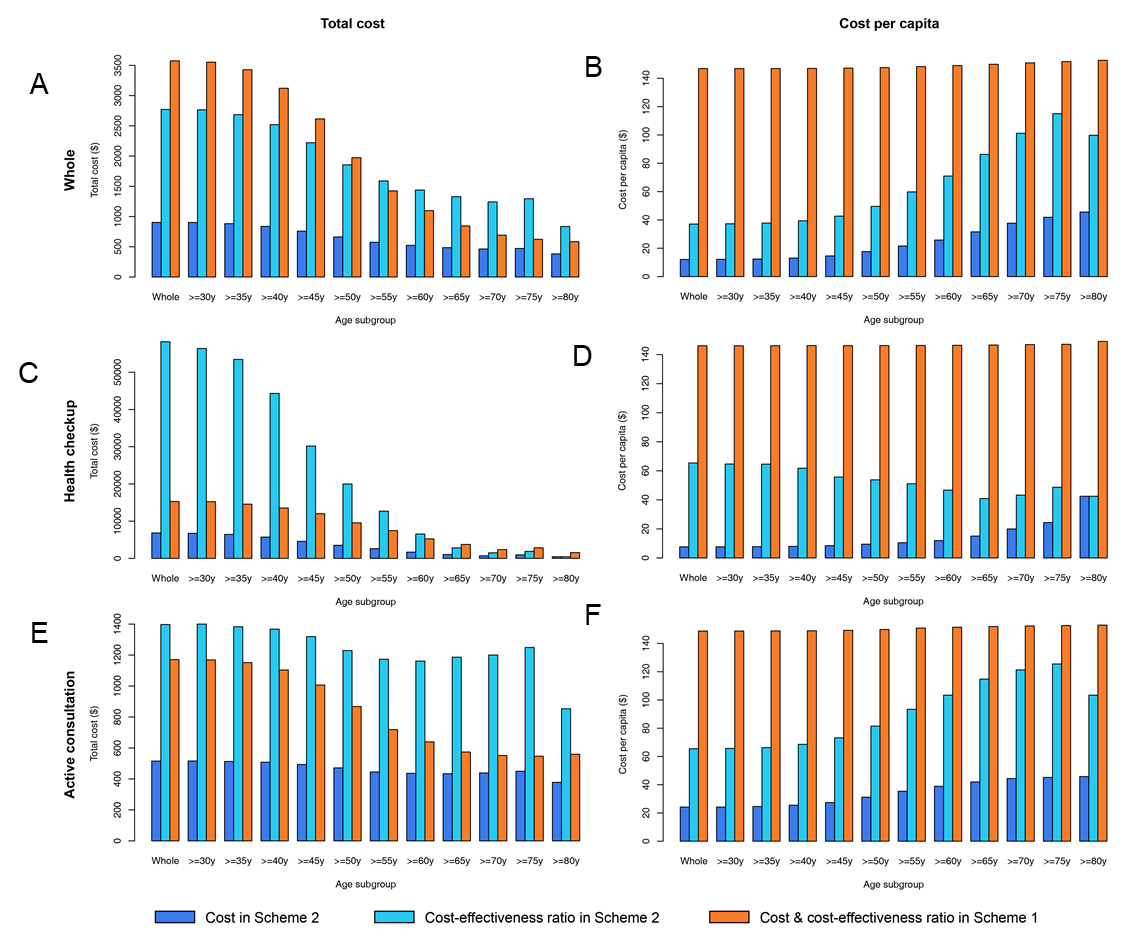 Total cost
Cost per capita
A
Whole
Total cost ($)
0 500 1000 1500 2000 2500 3000 3500
Whole >=30y >=35y >=40y >=45y >=50y >=55y >=60y >=65y >=70y >=75y >=80y
Age subgroup
B
Cost per capita ($)
0 20 40 60 80 100 120 140
Whole >=30y >=35y >=40y >=45y >=50y >=55y >=60y >=65y >=70y >=75y >=80y
Age subgroup
C
Health checkup
Total cost ($)
0 10000 20000 30000 40000 50000
Whole >=30y >=35y >=40y >=45y >=50y >=55y >=60y >=65y >=70y >=75y >=80y
Age subgroup
D
Cost per capita ($)
0 20 40 60 80 100 120 140
Whole >=30y >=35y >=40y >=45y >=50y >=55y >=60y >=65y >=70y >=75y >=80y
Age subgroup
E
Active consultation
Total cost ($)
0 200 400 600 800 1000 1200 1400
Whole >=30y >=35y >=40y >=45y >=50y >=55y >=60y >=65y >=70y >=75y >=80y
Age subgroup
F
Cost per capita ($)
0 20 40 60 80 100 120 140
Whole >=30y >=35y >=40y >=45y >=50y >=55y >=60y >=65y >=70y >=75y >=80y
Age subgroup
Cost in Scheme 2
Cost-effectiveness ratio in Scheme 2
Cost & cost-effectiveness ratio in Scheme 1